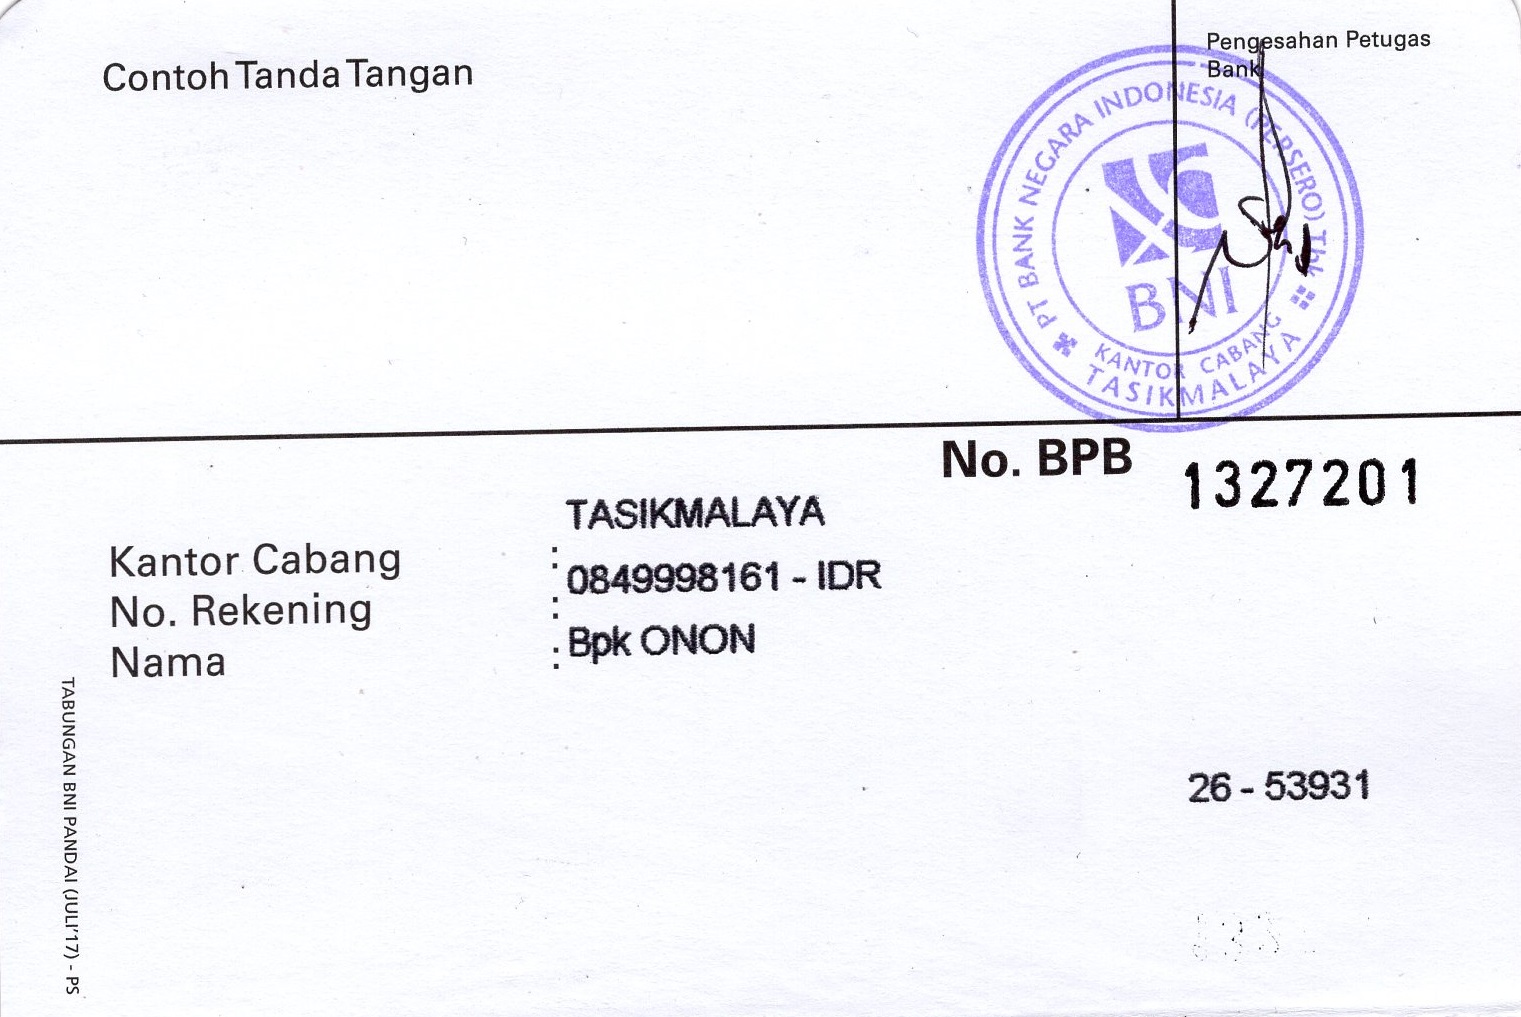 Contoh Tanda Tangan
Pengesahan Petugas
Bank
PT BANK NEGARA INDONESIA (PERSERO) Tbk
BNI
KANTOR CABANG
TASIKMALAYA
No. BPB 1327201
TASIKMALAYA
Kantor Cabang :
0849998161 - IDR
No. Rekening :
Bpk ONON
Nama :
26 - 53931
TABUNGAN BNI PANDAI (JULI'17) - PS